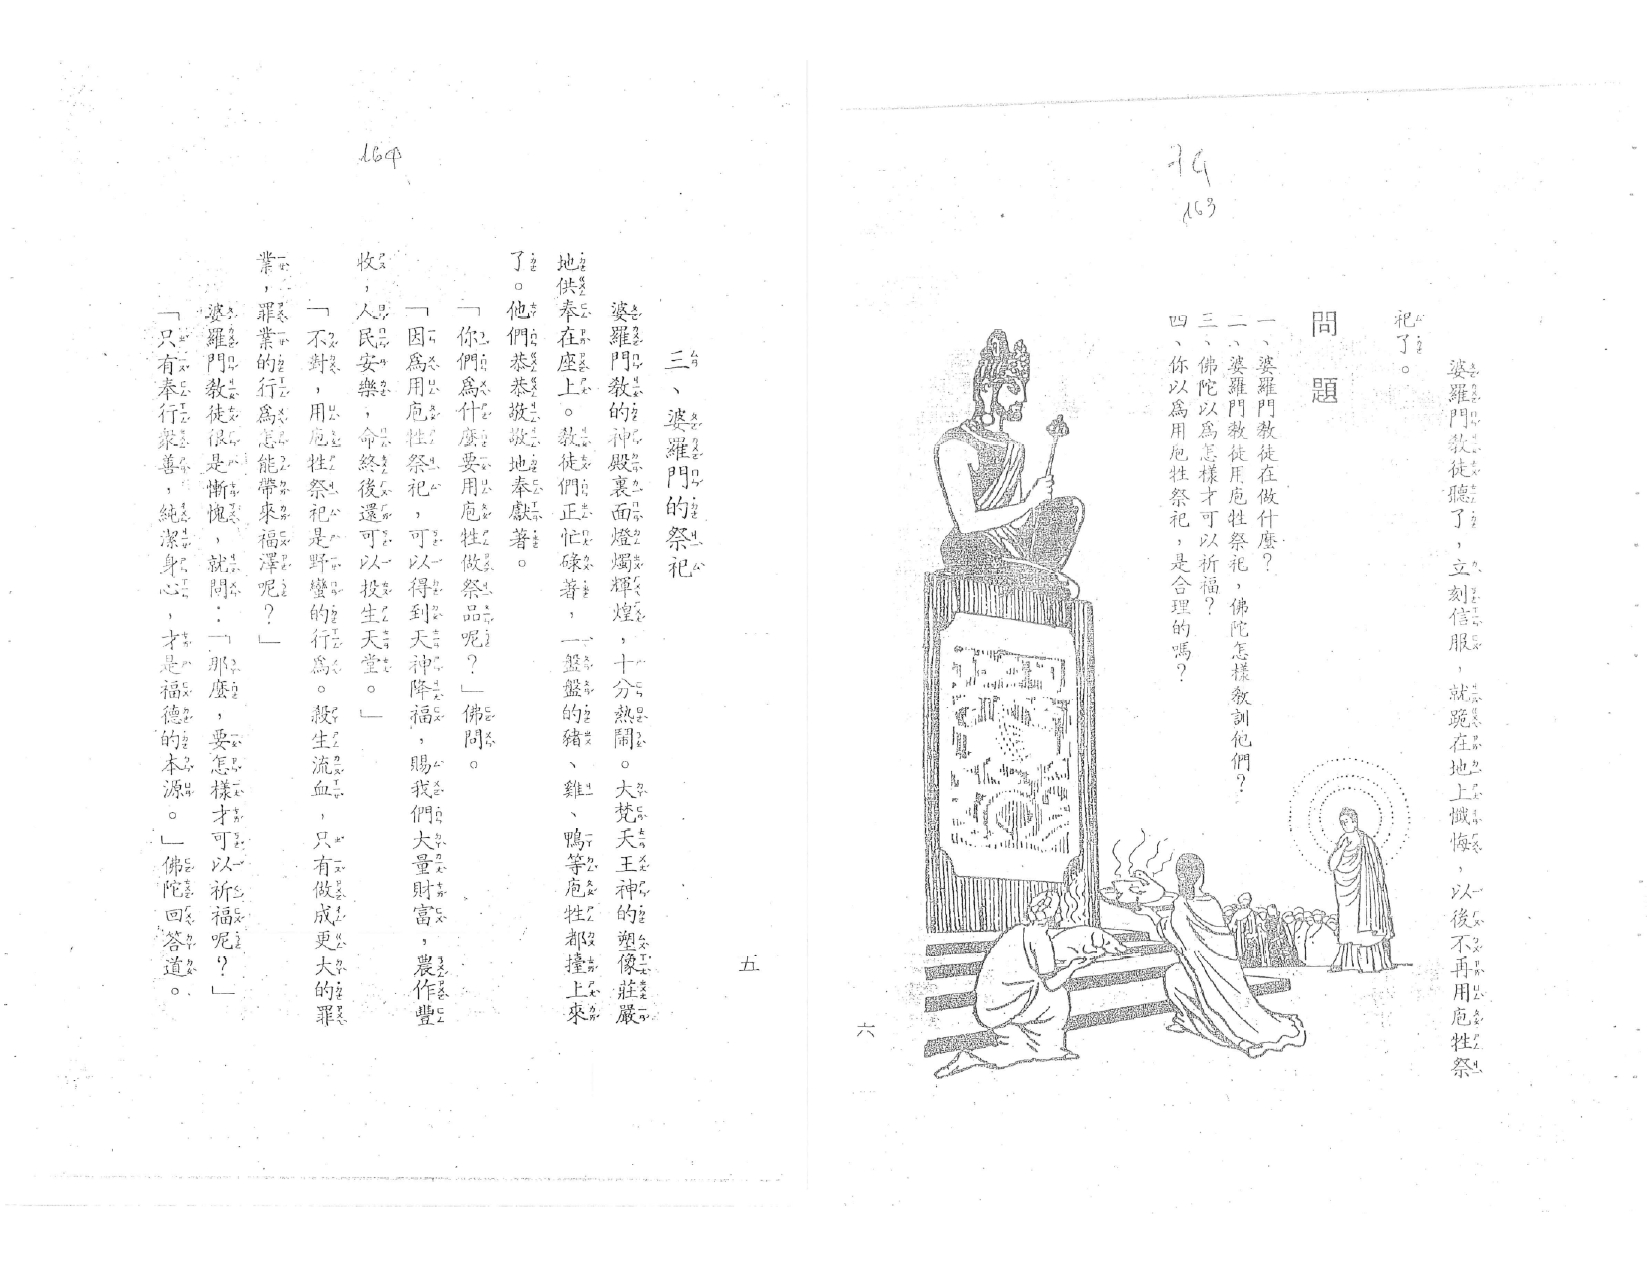 164
三、婆羅門的祭祀
婆羅門教的神殿裏面燈燭輝煌，十分熱鬧。大梵天王神的塑像莊嚴
地供奉在座上。教徒們正忙碌著，一盤盤的豬、雞、鴨等庖牲都擡上來
了。他們恭恭敬敬地奉獻著。
「你們爲什麼要用庖牲做祭品呢？」佛問。
「因爲用庖牲祭祀，可以得到天神降福，賜我們大量財富，農作豐
收，人民安樂，命終後還可以投生天堂。」
「不對，用庖牲祭祀是野蠻的行爲。殺生流血，只有做成更大的罪
業，罪業的行爲怎能帶來福澤呢？」
婆羅門教徒很是慚愧，就問：「那麼，要怎樣才可以祈福呢？」
「只有奉行衆善，純潔身心，才是福德的本源。」佛陀回答道。
五
163
婆羅門教徒聽了，立刻信服，就跪在地上懺悔，以後不再用庖牲祭
祀了。
問題
一、婆羅門教徒在做什麼？
二、婆羅門教徒用庖牲祭祀，佛陀怎樣教訓他們？
三、佛陀以爲怎樣才可以祈福？
四、你以爲用庖牲祭祀，是合理的嗎？
六